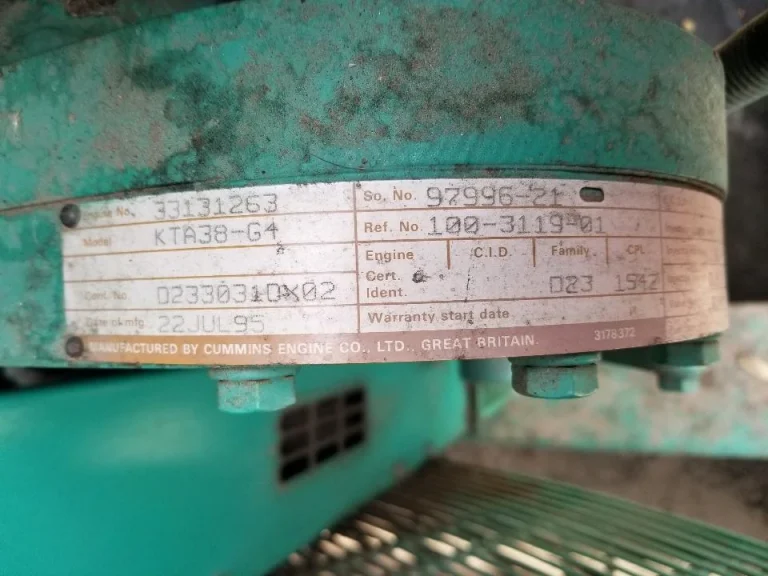 Engine No. 33131263
Model KTA38-G4
Cont. No. D233031DX02
Date of mfg. 22JUL95
So. No. 97996-21
Ref. No. 100-3119-01
Engine C.I.D. Family CPL
Cert. Ident. D23 1542
Warranty start date
MANUFACTURED BY CUMMINS ENGINE CO., LTD., GREAT BRITAIN. 3178372